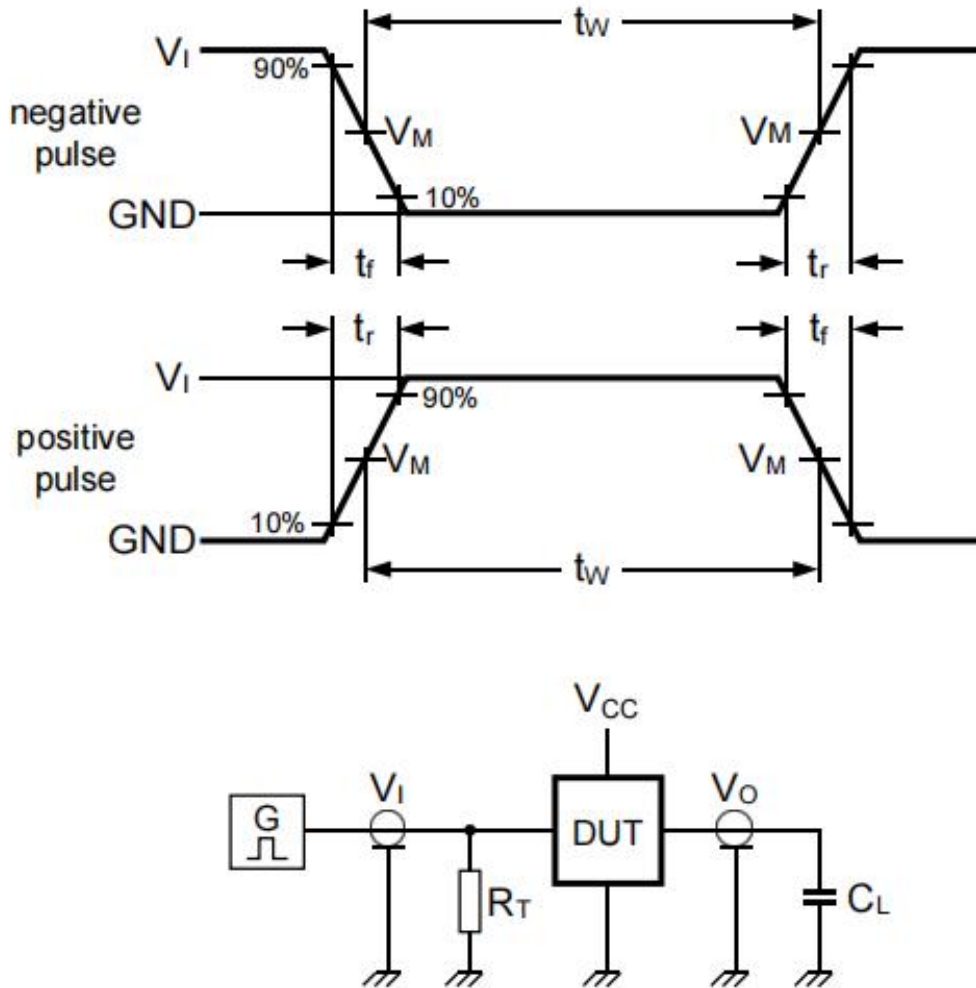 tW
VI
90%
negative
pulse
VM
VM
10%
GND
tf
tr
tr
tf
VI
90%
positive
pulse
VM
VM
10%
GND
tW
VCC
VI
VO
G
DUT
RT
CL